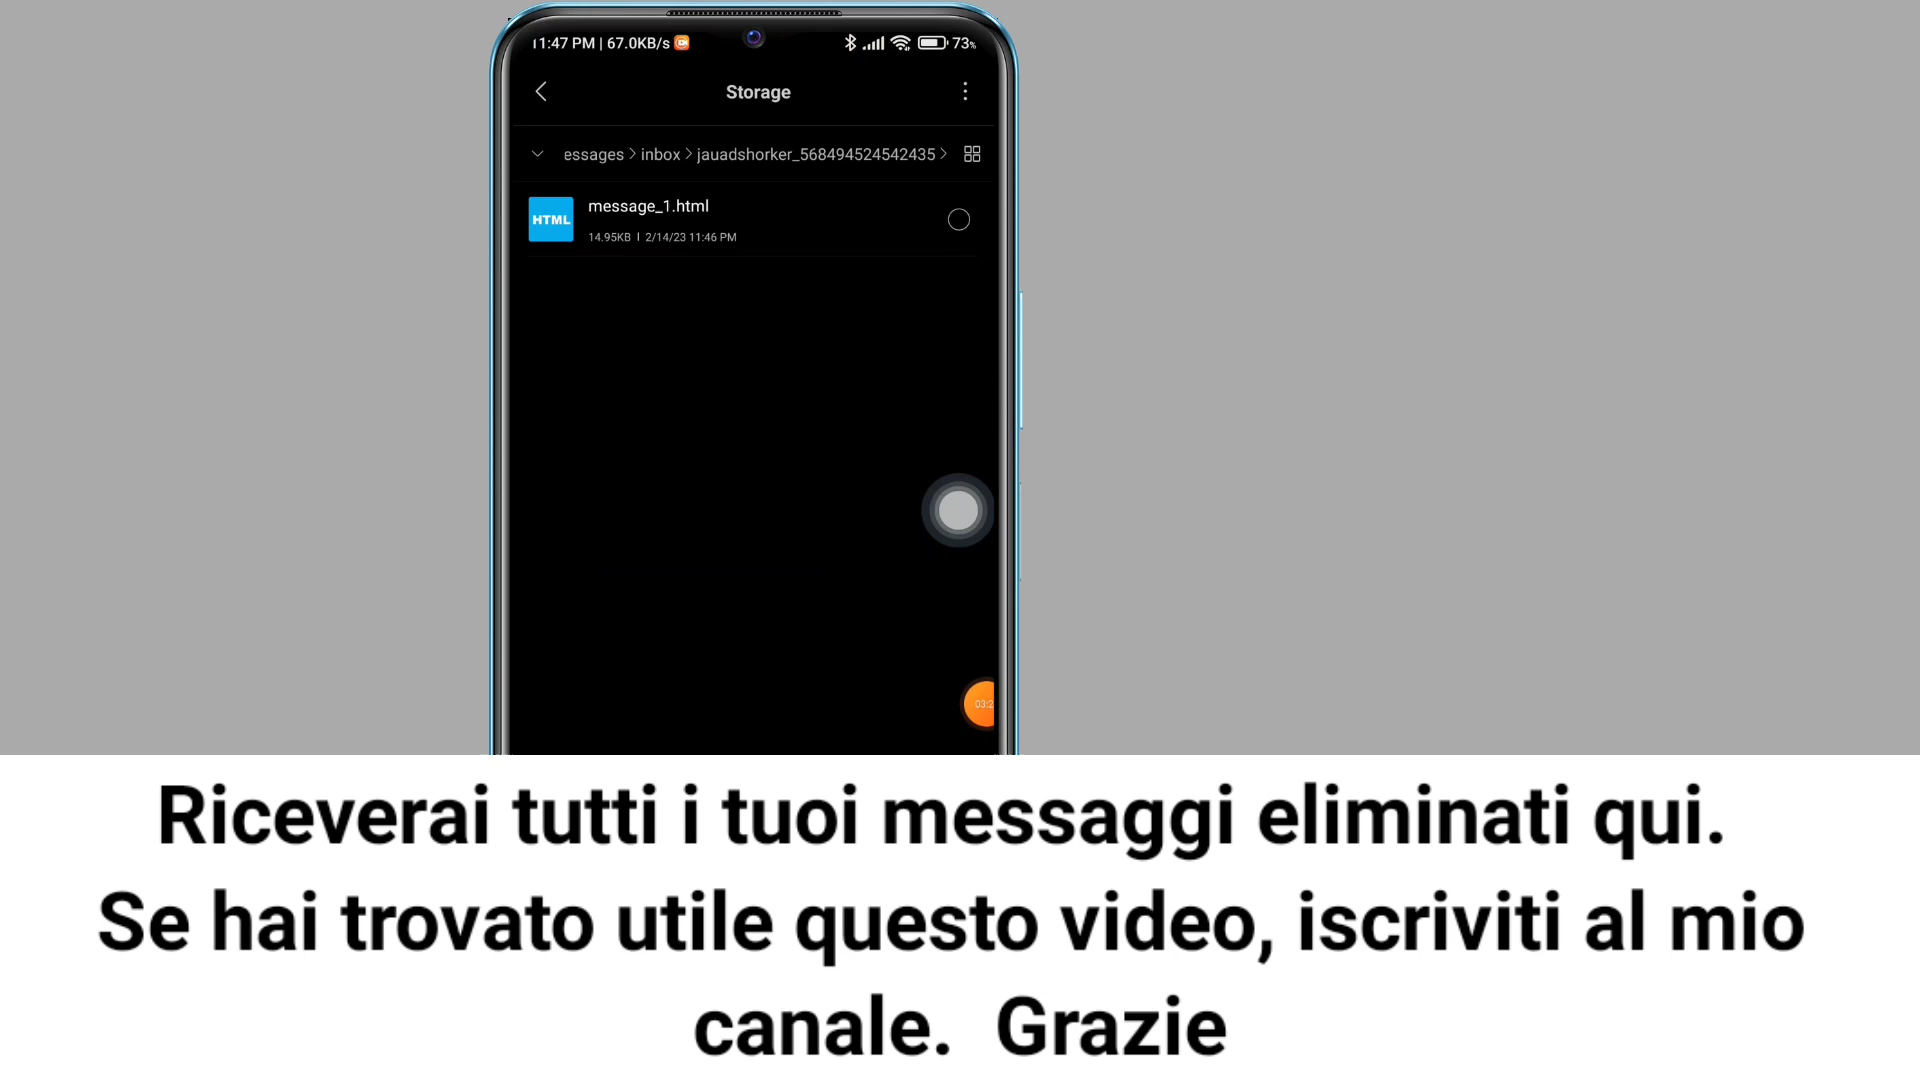 11:47 PM | 67.0KB/s
73%
Storage
essages > inbox > jauadshorker_568494524542435 >
HTML
message_1.html
14.95KB | 2/14/23 11:46 PM
03:2
Riceverai tutti i tuoi messaggi eliminati qui.
Se hai trovato utile questo video, iscriviti al mio
canale. Grazie